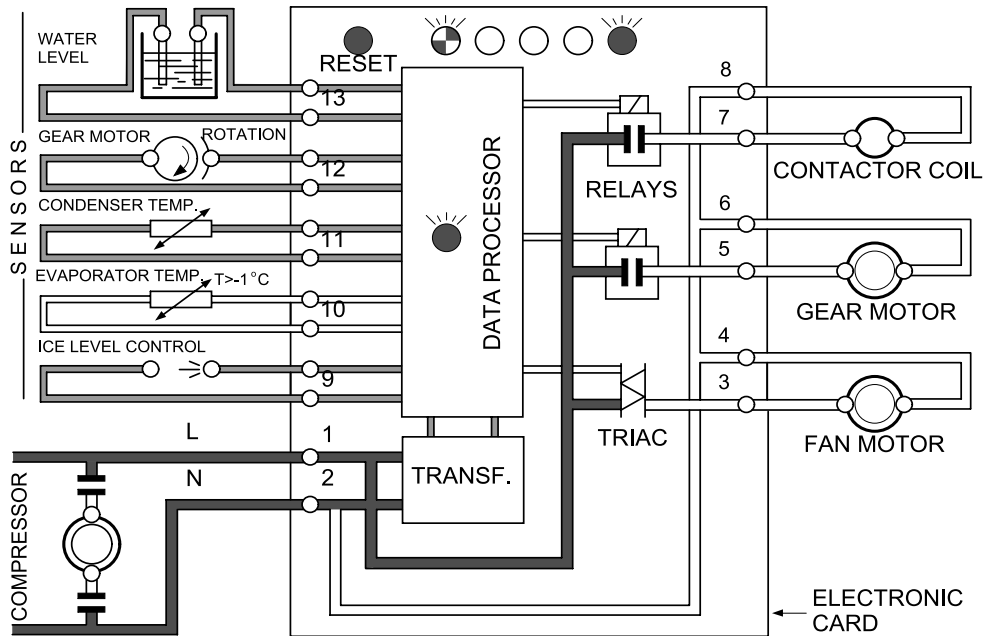 WATER
LEVEL
RESET
13
8
GEAR MOTOR
ROTATION
12
7
CONTACTOR COIL
RELAYS
SENSORS
CONDENSER TEMP.
11
6
DATA PROCESSOR
5
EVAPORATOR TEMP.
T>-1°C
10
GEAR MOTOR
ICE LEVEL CONTROL
9
4
3
TRIAC
FAN MOTOR
L
1
N
2
TRANSF.
COMPRESSOR
ELECTRONIC
CARD